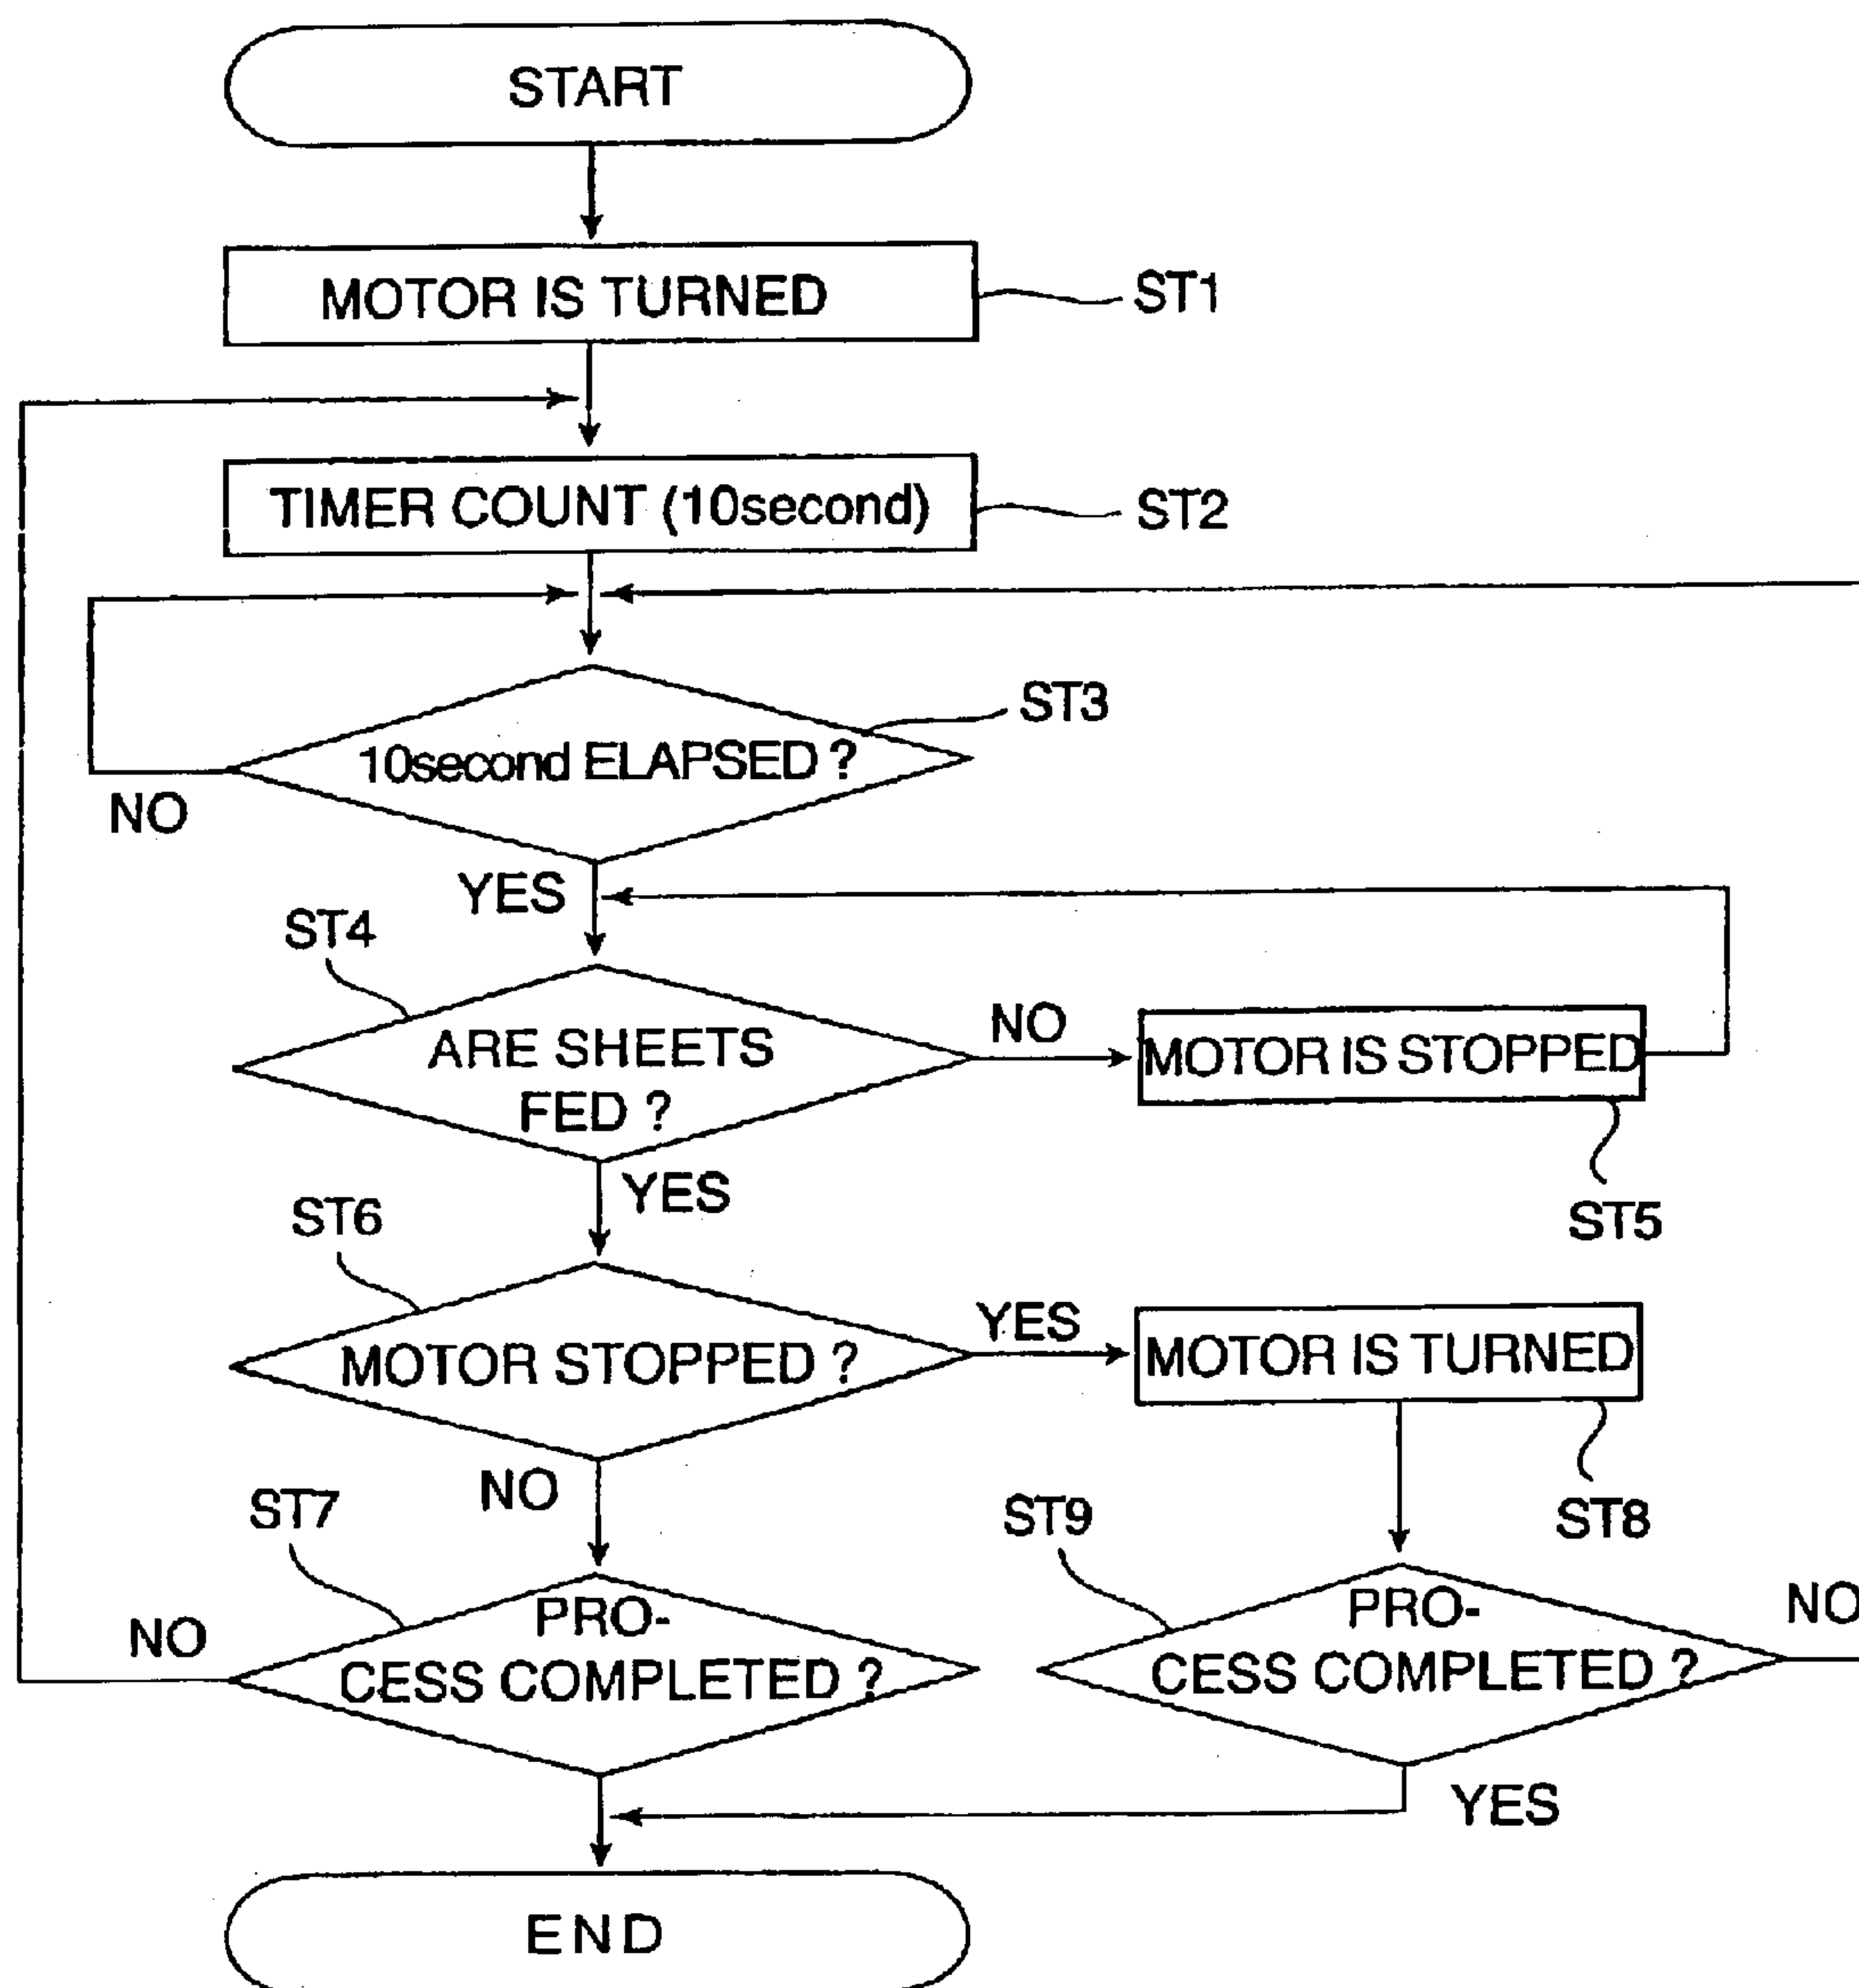 START
MOTOR IS TURNED
ST1
TIMER COUNT (10second)
ST2
ST3
10second ELAPSED ?
NO
YES
ST4
ARE SHEETS
FED ?
NO
MOTOR IS STOPPED
ST5
YES
ST6
MOTOR STOPPED ?
YES
MOTOR IS TURNED
ST8
NO
ST7
PRO-
CESS COMPLETED ?
NO
ST9
PRO-
CESS COMPLETED ?
NO
YES
END